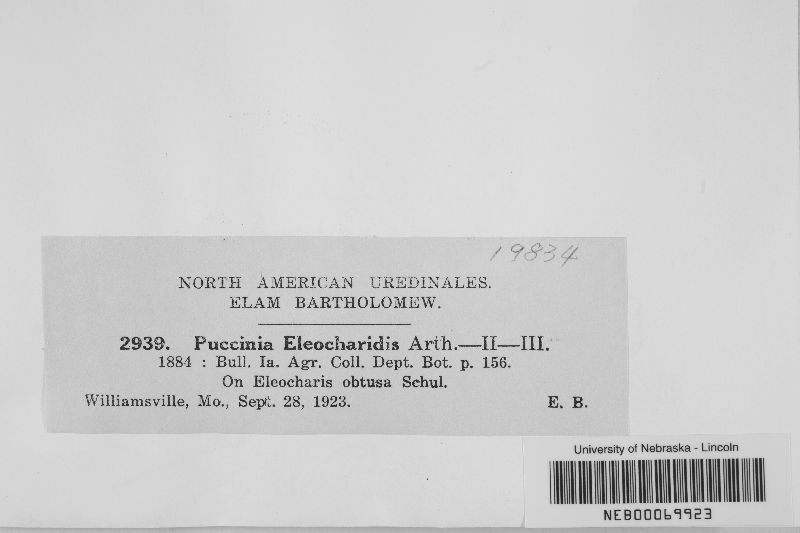 19834
NORTH AMERICAN UREDINALES.
ELAM BARTHOLOMEW.
2939. Puccinia Eleocharidis Arth.—II—III.
1884 : Bull. Ia. Agr. Coll. Dept. Bot. p. 156.
On Eleocharis obtusa Schul.
Williamsville, Mo., Sept. 28, 1923. E. B.
University of Nebraska - Lincoln
NEB00069923